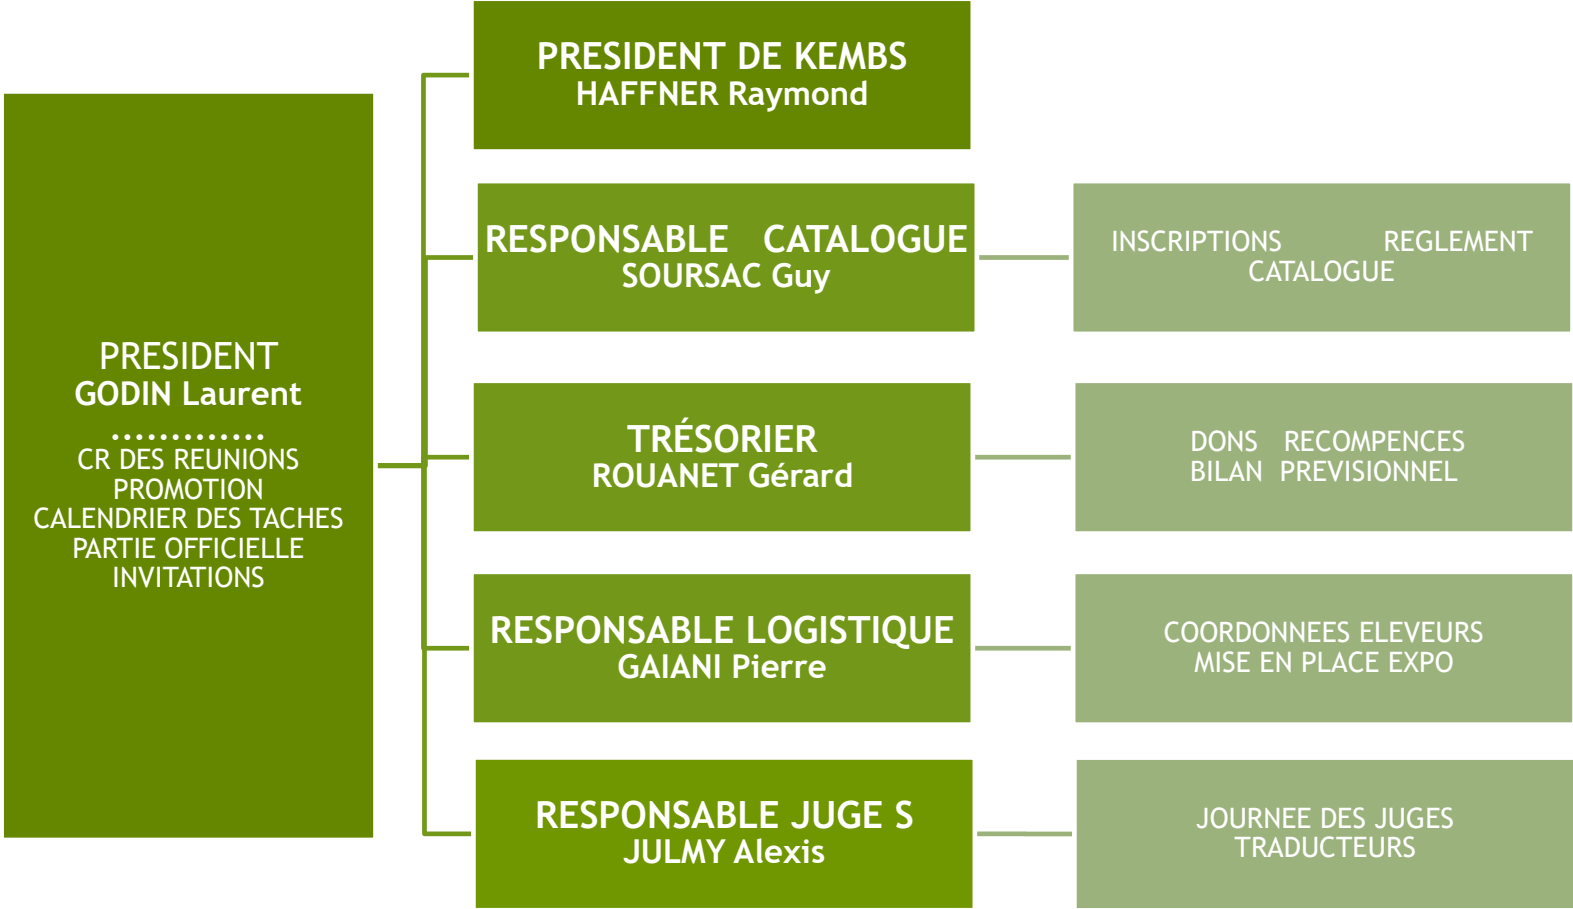 PRESIDENT
GODIN Laurent
.............
CR DES REUNIONS
PROMOTION
CALENDRIER DES TACHES
PARTIE OFFICIELLE
INVITATIONS
PRESIDENT DE KEMBS
HAFFNER Raymond
RESPONSABLE CATALOGUE
SOURSAC Guy
INSCRIPTIONS REGLEMENT
CATALOGUE
TRÉSORIER
ROUANET Gérard
DONS RECOMPENCES
BILAN PREVISIONNEL
RESPONSABLE LOGISTIQUE
GAIANI Pierre
COORDONNEES ELEVEURS
MISE EN PLACE EXPO
RESPONSABLE JUGE S
JULMY Alexis
JOURNEE DES JUGES
TRADUCTEURS